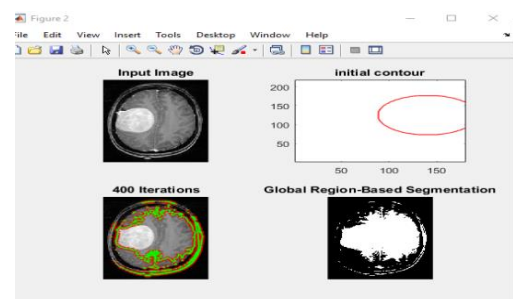 Figure 2
File Edit View Insert Tools Desktop Window Help
Input Image
initial contour
200
150
100
50
50 100 150
400 Iterations
Global Region-Based Segmentation